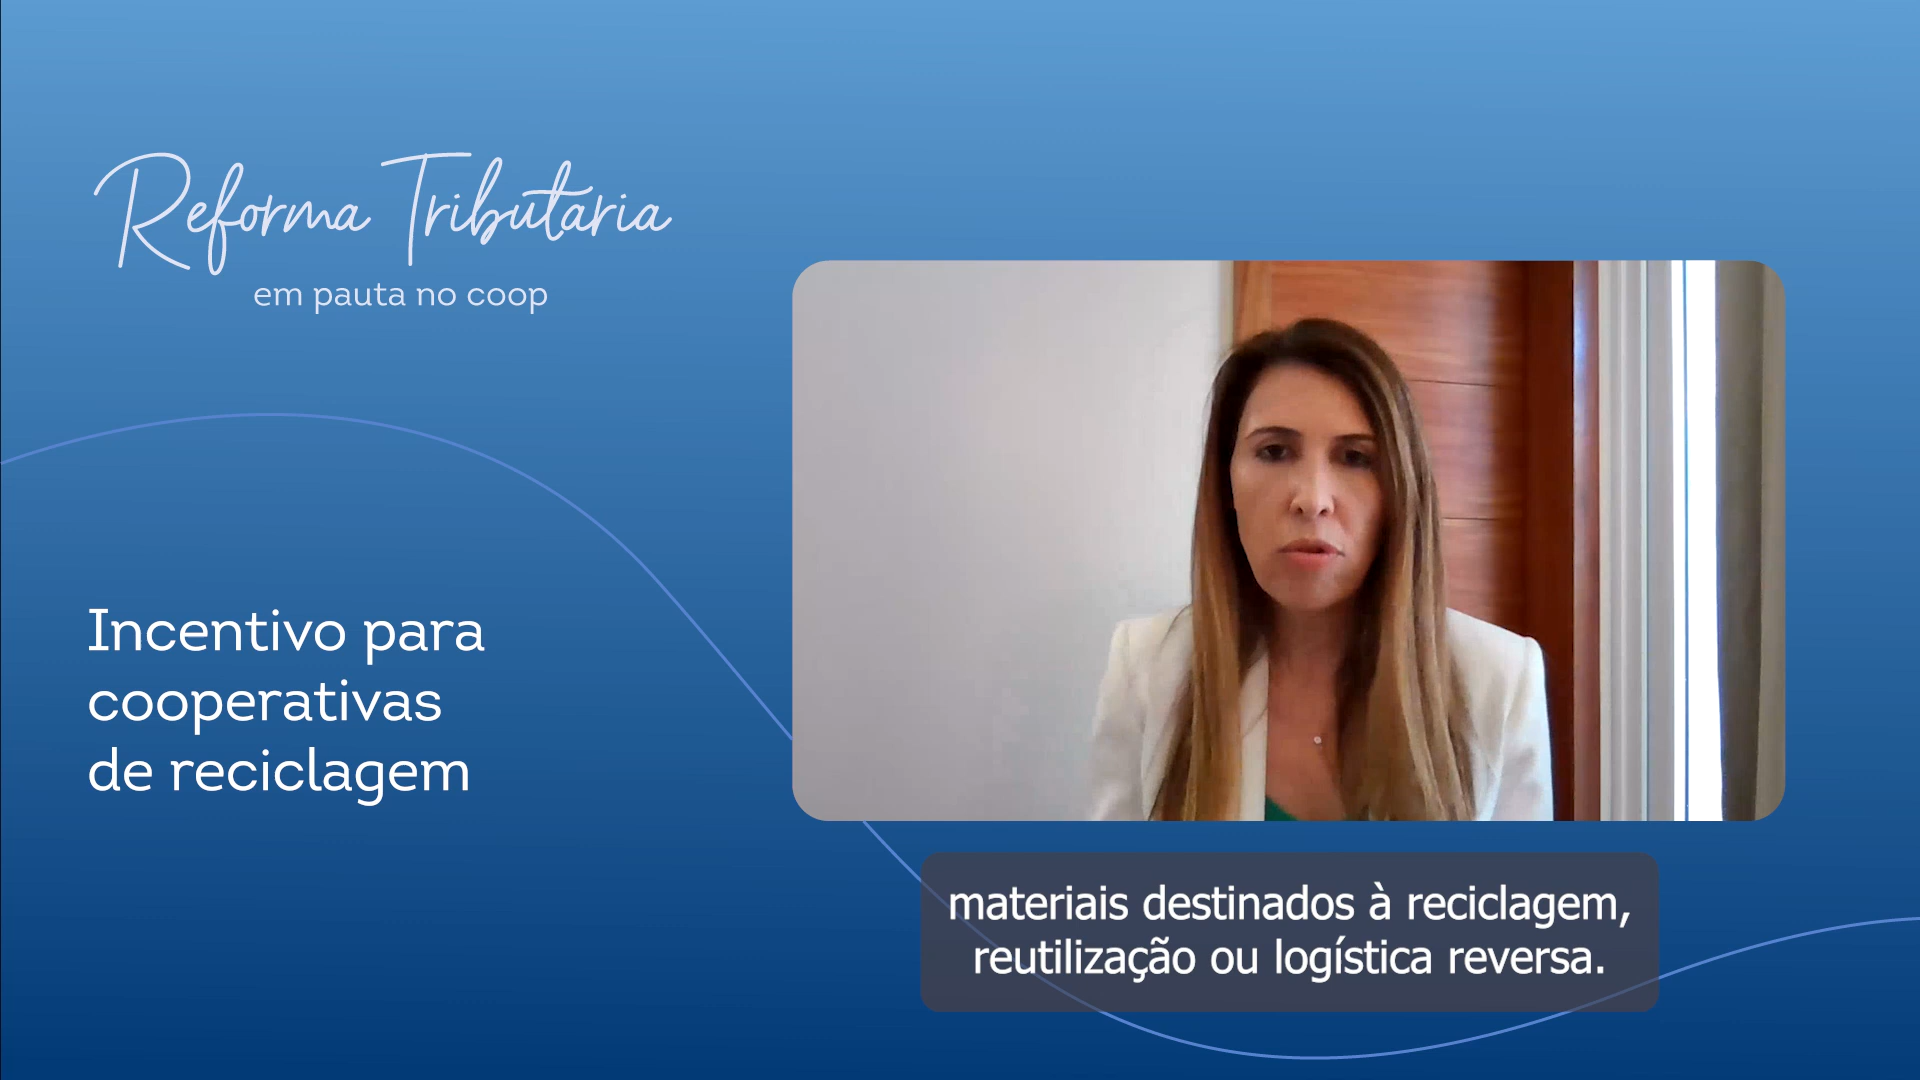 Reforma Tributária
em pauta no coop
Incentivo para
cooperativas
de reciclagem
materiais destinados à reciclagem,
reutilização ou logística reversa.